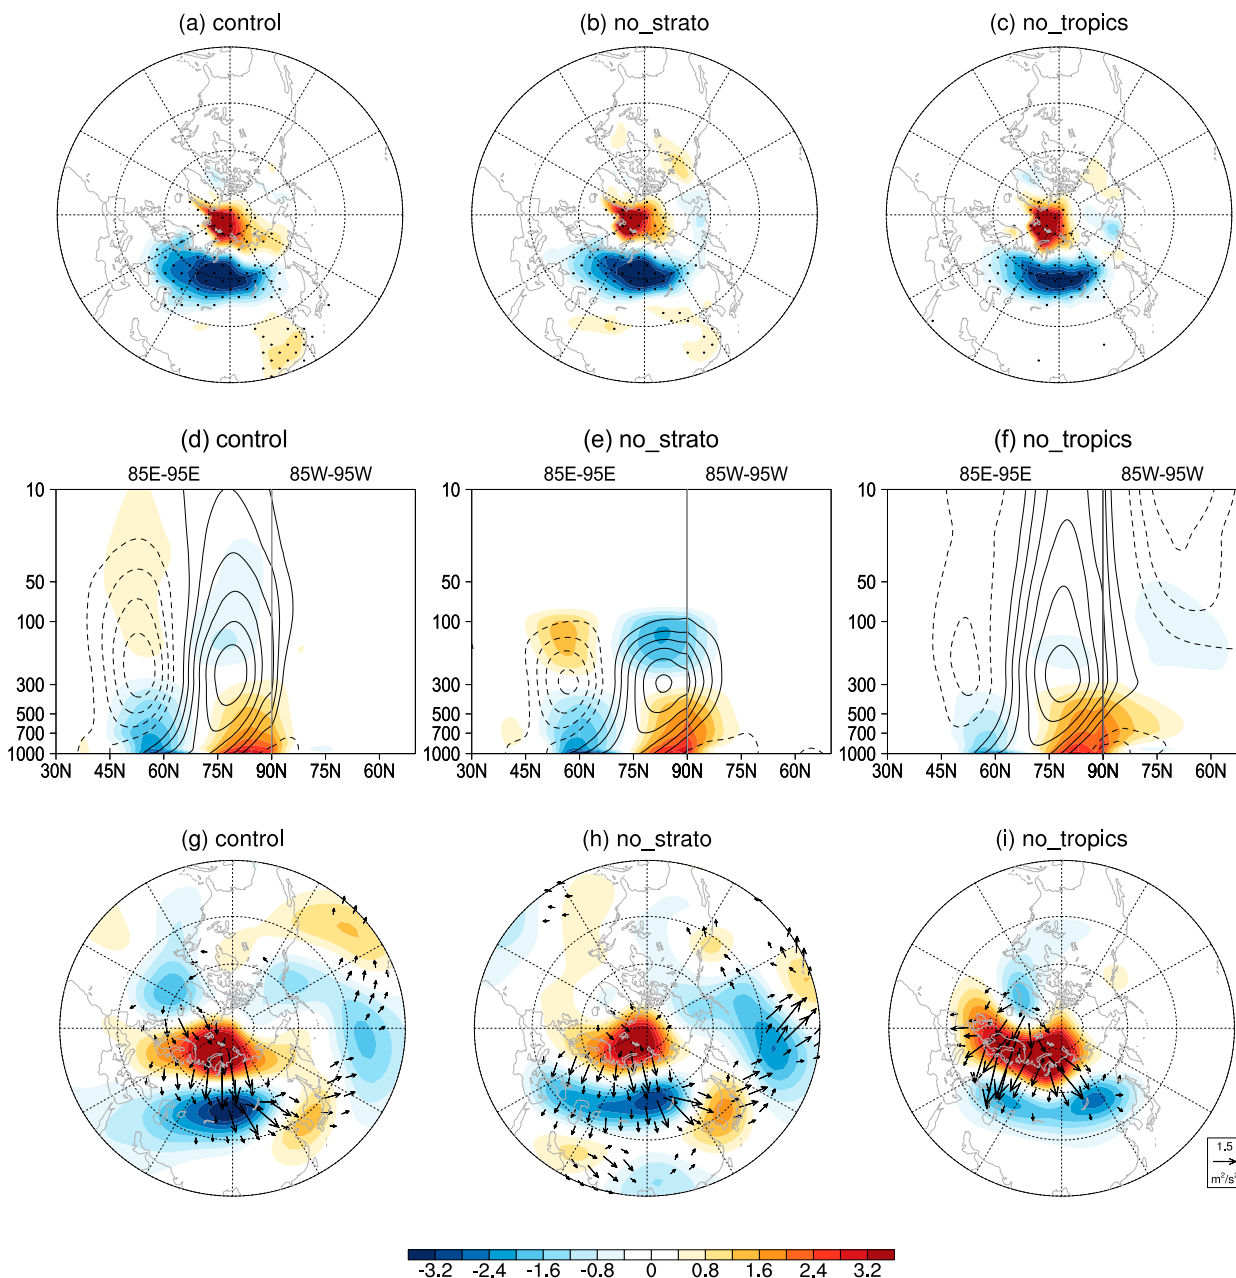 (a) control (b) no_strato (c) no_tropics
(d) control (e) no_strato (f) no_tropics
85E-95E 85W-95W 85E-95E 85W-95W 85E-95E 85W-95W
10 10 10
50 50 50
100 100 100
300 300 300
500 500 500
700 700 700
1000 1000 1000
30N 45N 60N 75N 90N 75N 60N 30N 45N 60N 75N 90N 75N 60N 30N 45N 60N 75N 90N 75N 60N
(g) control (h) no_strato (i) no_tropics
1.5
m²/s²
-3.2 -2.4 -1.6 -0.8 0 0.8 1.6 2.4 3.2